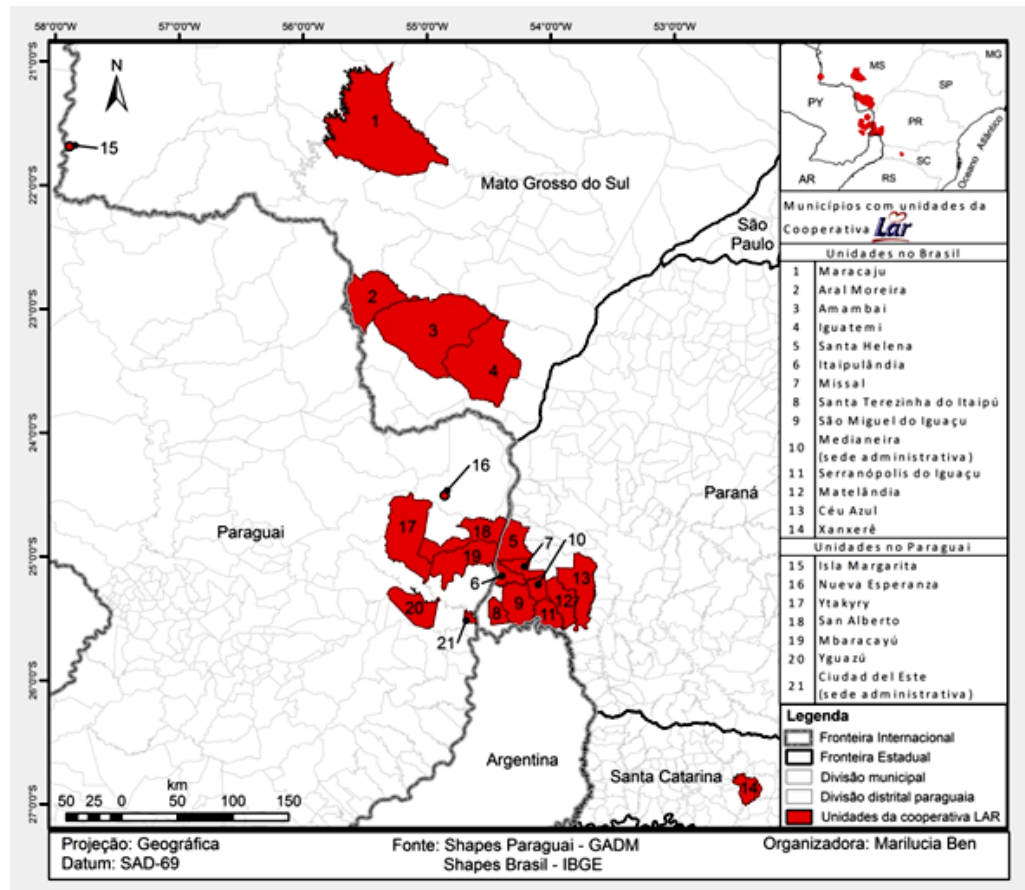 58°0'0"W 57°0'0"W 56°0'0"W 55°0'0"W 54°0'0"W 53°0'0"W
21°0'0"S
22°0'0"S
23°0'0"S
24°0'0"S
25°0'0"S
26°0'0"S
27°0'0"S
N
1
15
Mato Grosso do Sul
São
Paulo
2
3
4
16
Paraná
Paraguai
17
18
5
7
10
19
6
13
20
8
9
11
12
21
Argentina
Santa Catarina
14
km
50 25 0 50 100 150
MG
MS
SP
PY
PR
SC
AR
RS
Oceano Atlântico
Municípios com unidades da
Cooperativa Lar
Unidades no Brasil
1 Maracaju
2 Aral Moreira
3 Amambai
4 Iguatemi
5 Santa Helena
6 Itaipulândia
7 Missal
8 Santa Terezinha do Itaipú
9 São Miguel do Iguaçu
10 Medianeira
(sede administrativa)
11 Serranópolis do Iguaçu
12 Matelândia
13 Céu Azul
14 Xanxerê
Unidades no Paraguai
15 Isla Margarita
16 Nueva Esperanza
17 Ytakyry
18 San Alberto
19 Mbaracayú
20 Yguazú
21 Ciudad del Este
(sede administrativa)
Legenda
Fronteira Internacional
Fronteira Estadual
Divisão municipal
Divisão distrital paraguaia
Unidades da cooperativa LAR
Projeção: Geográfica
Datum: SAD-69
Fonte: Shapes Paraguai - GADM
Shapes Brasil - IBGE
Organizadora: Marilucia Ben